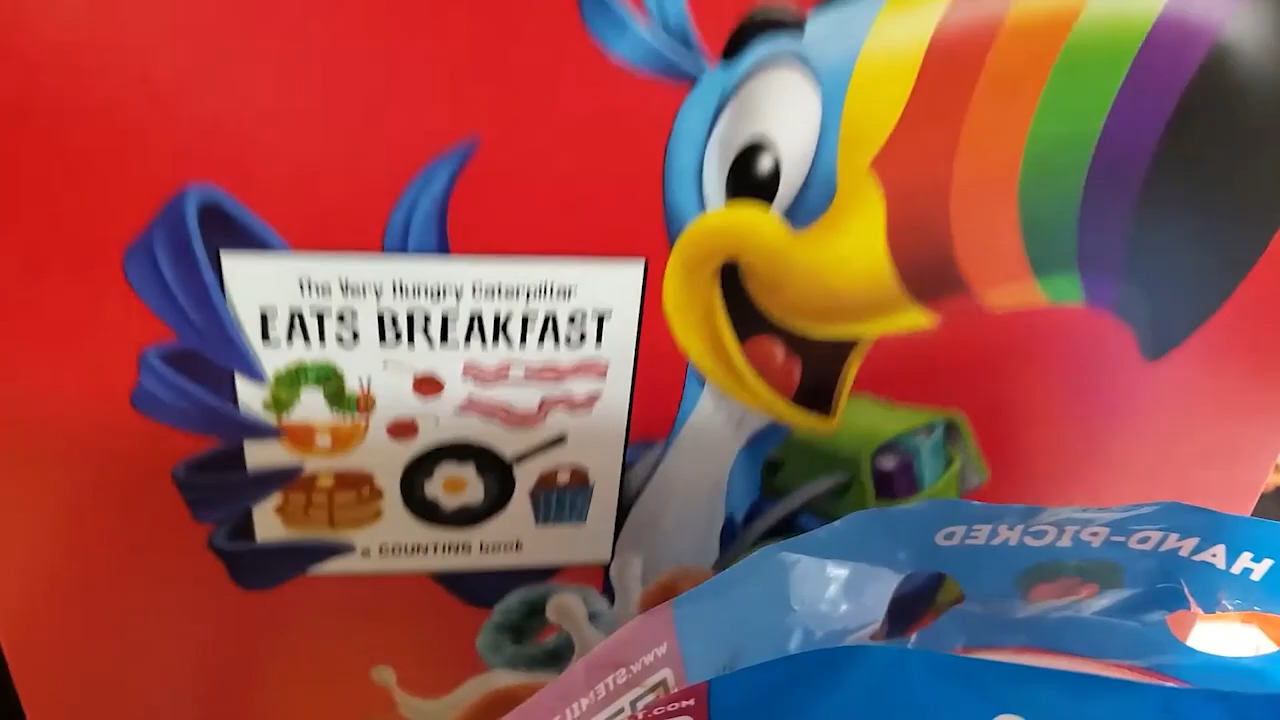 The Very Hungry Caterpillar
EATS BREAKFAST
a COUNTING book
HAND-PICKED